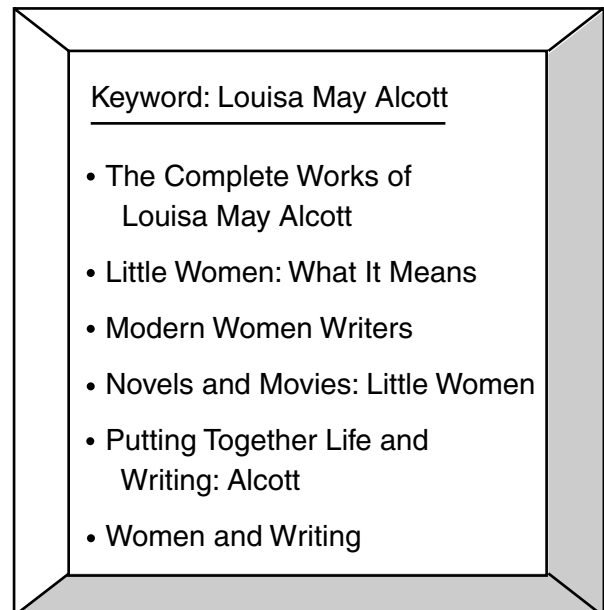 Keyword: Louisa May Alcott
• The Complete Works of
Louisa May Alcott
• Little Women: What It Means
• Modern Women Writers
• Novels and Movies: Little Women
• Putting Together Life and
Writing: Alcott
• Women and Writing